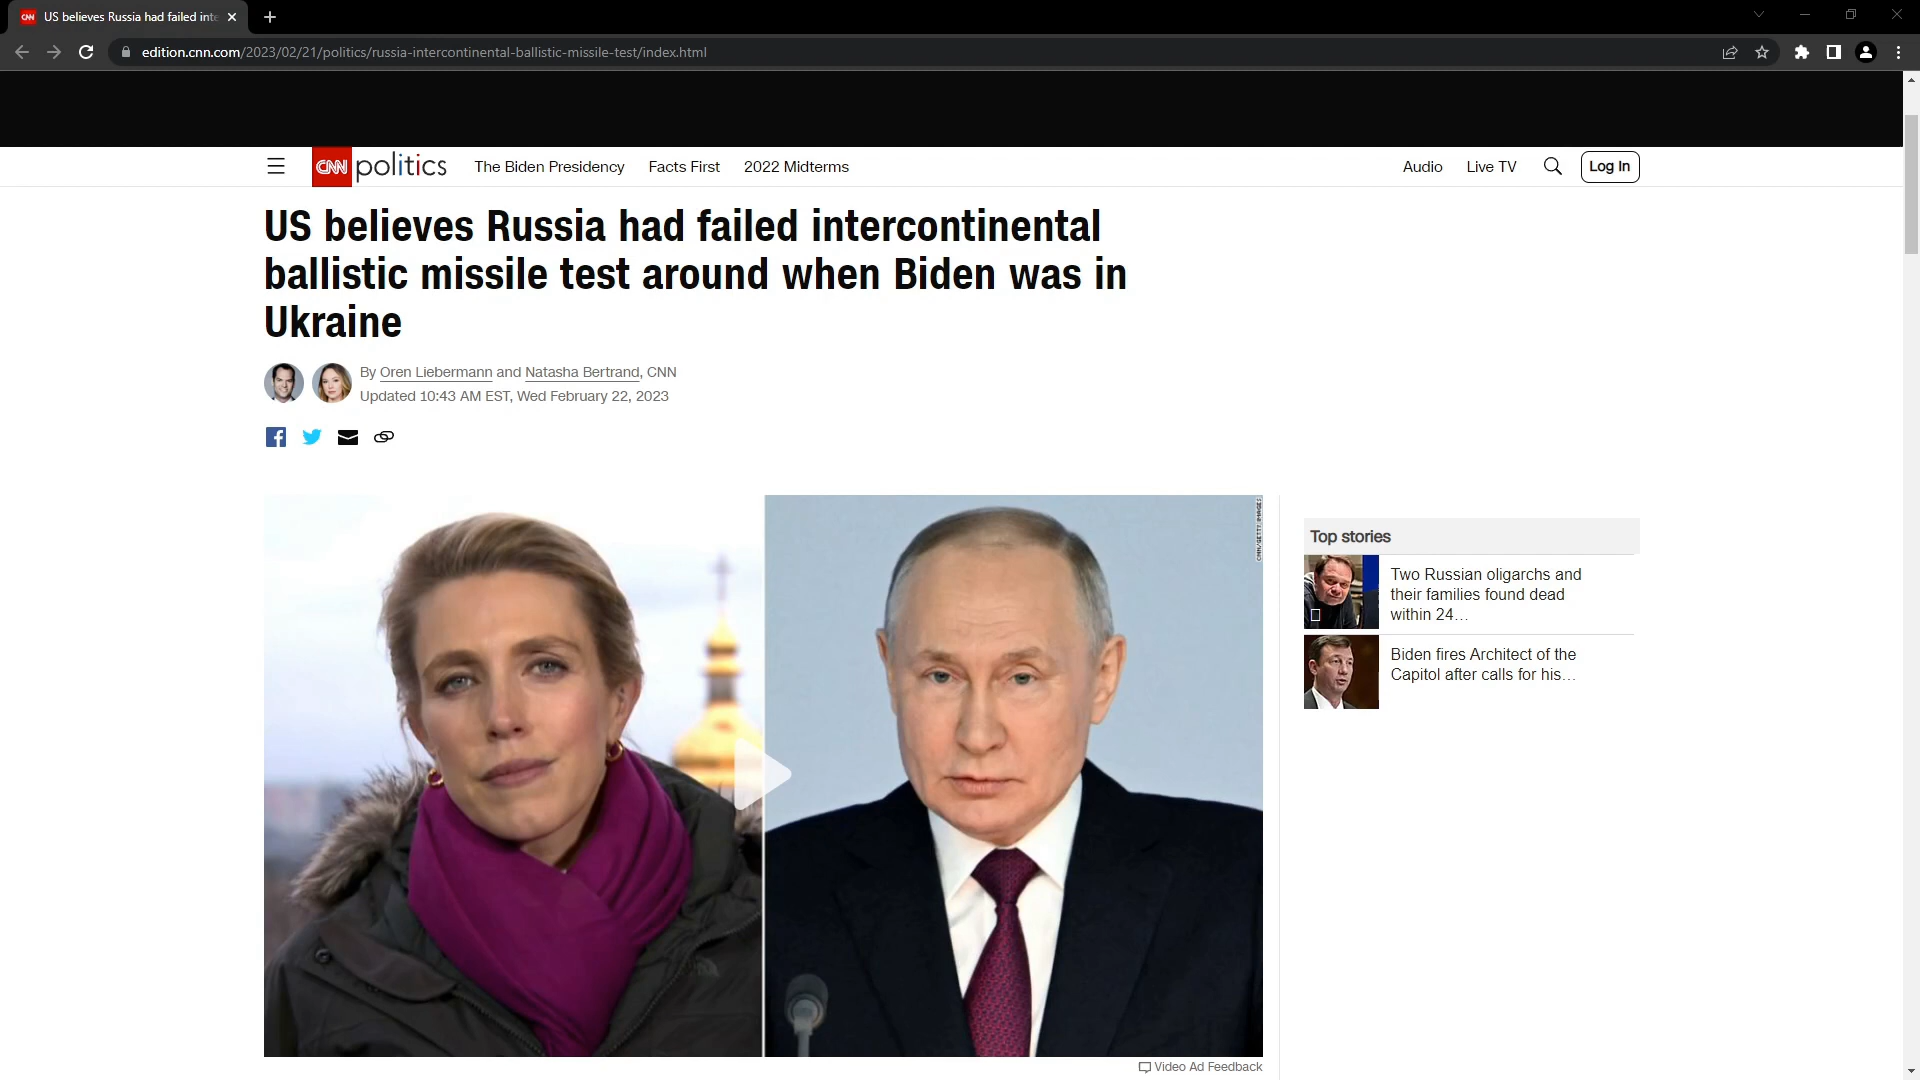 US believes Russia had failed inte
edition.cnn.com/2023/02/21/politics/russia-intercontinental-ballistic-missile-test/index.html
CNN politics The Biden Presidency Facts First 2022 Midterms Audio Live TV Log In
US believes Russia had failed intercontinental
ballistic missile test around when Biden was in
Ukraine
By Oren Liebermann and Natasha Bertrand, CNN
Updated 10:43 AM EST, Wed February 22, 2023
CNN/GETTY IMAGES
Top stories
Two Russian oligarchs and
their families found dead
within 24...
Biden fires Architect of the
Capitol after calls for his...
Video Ad Feedback